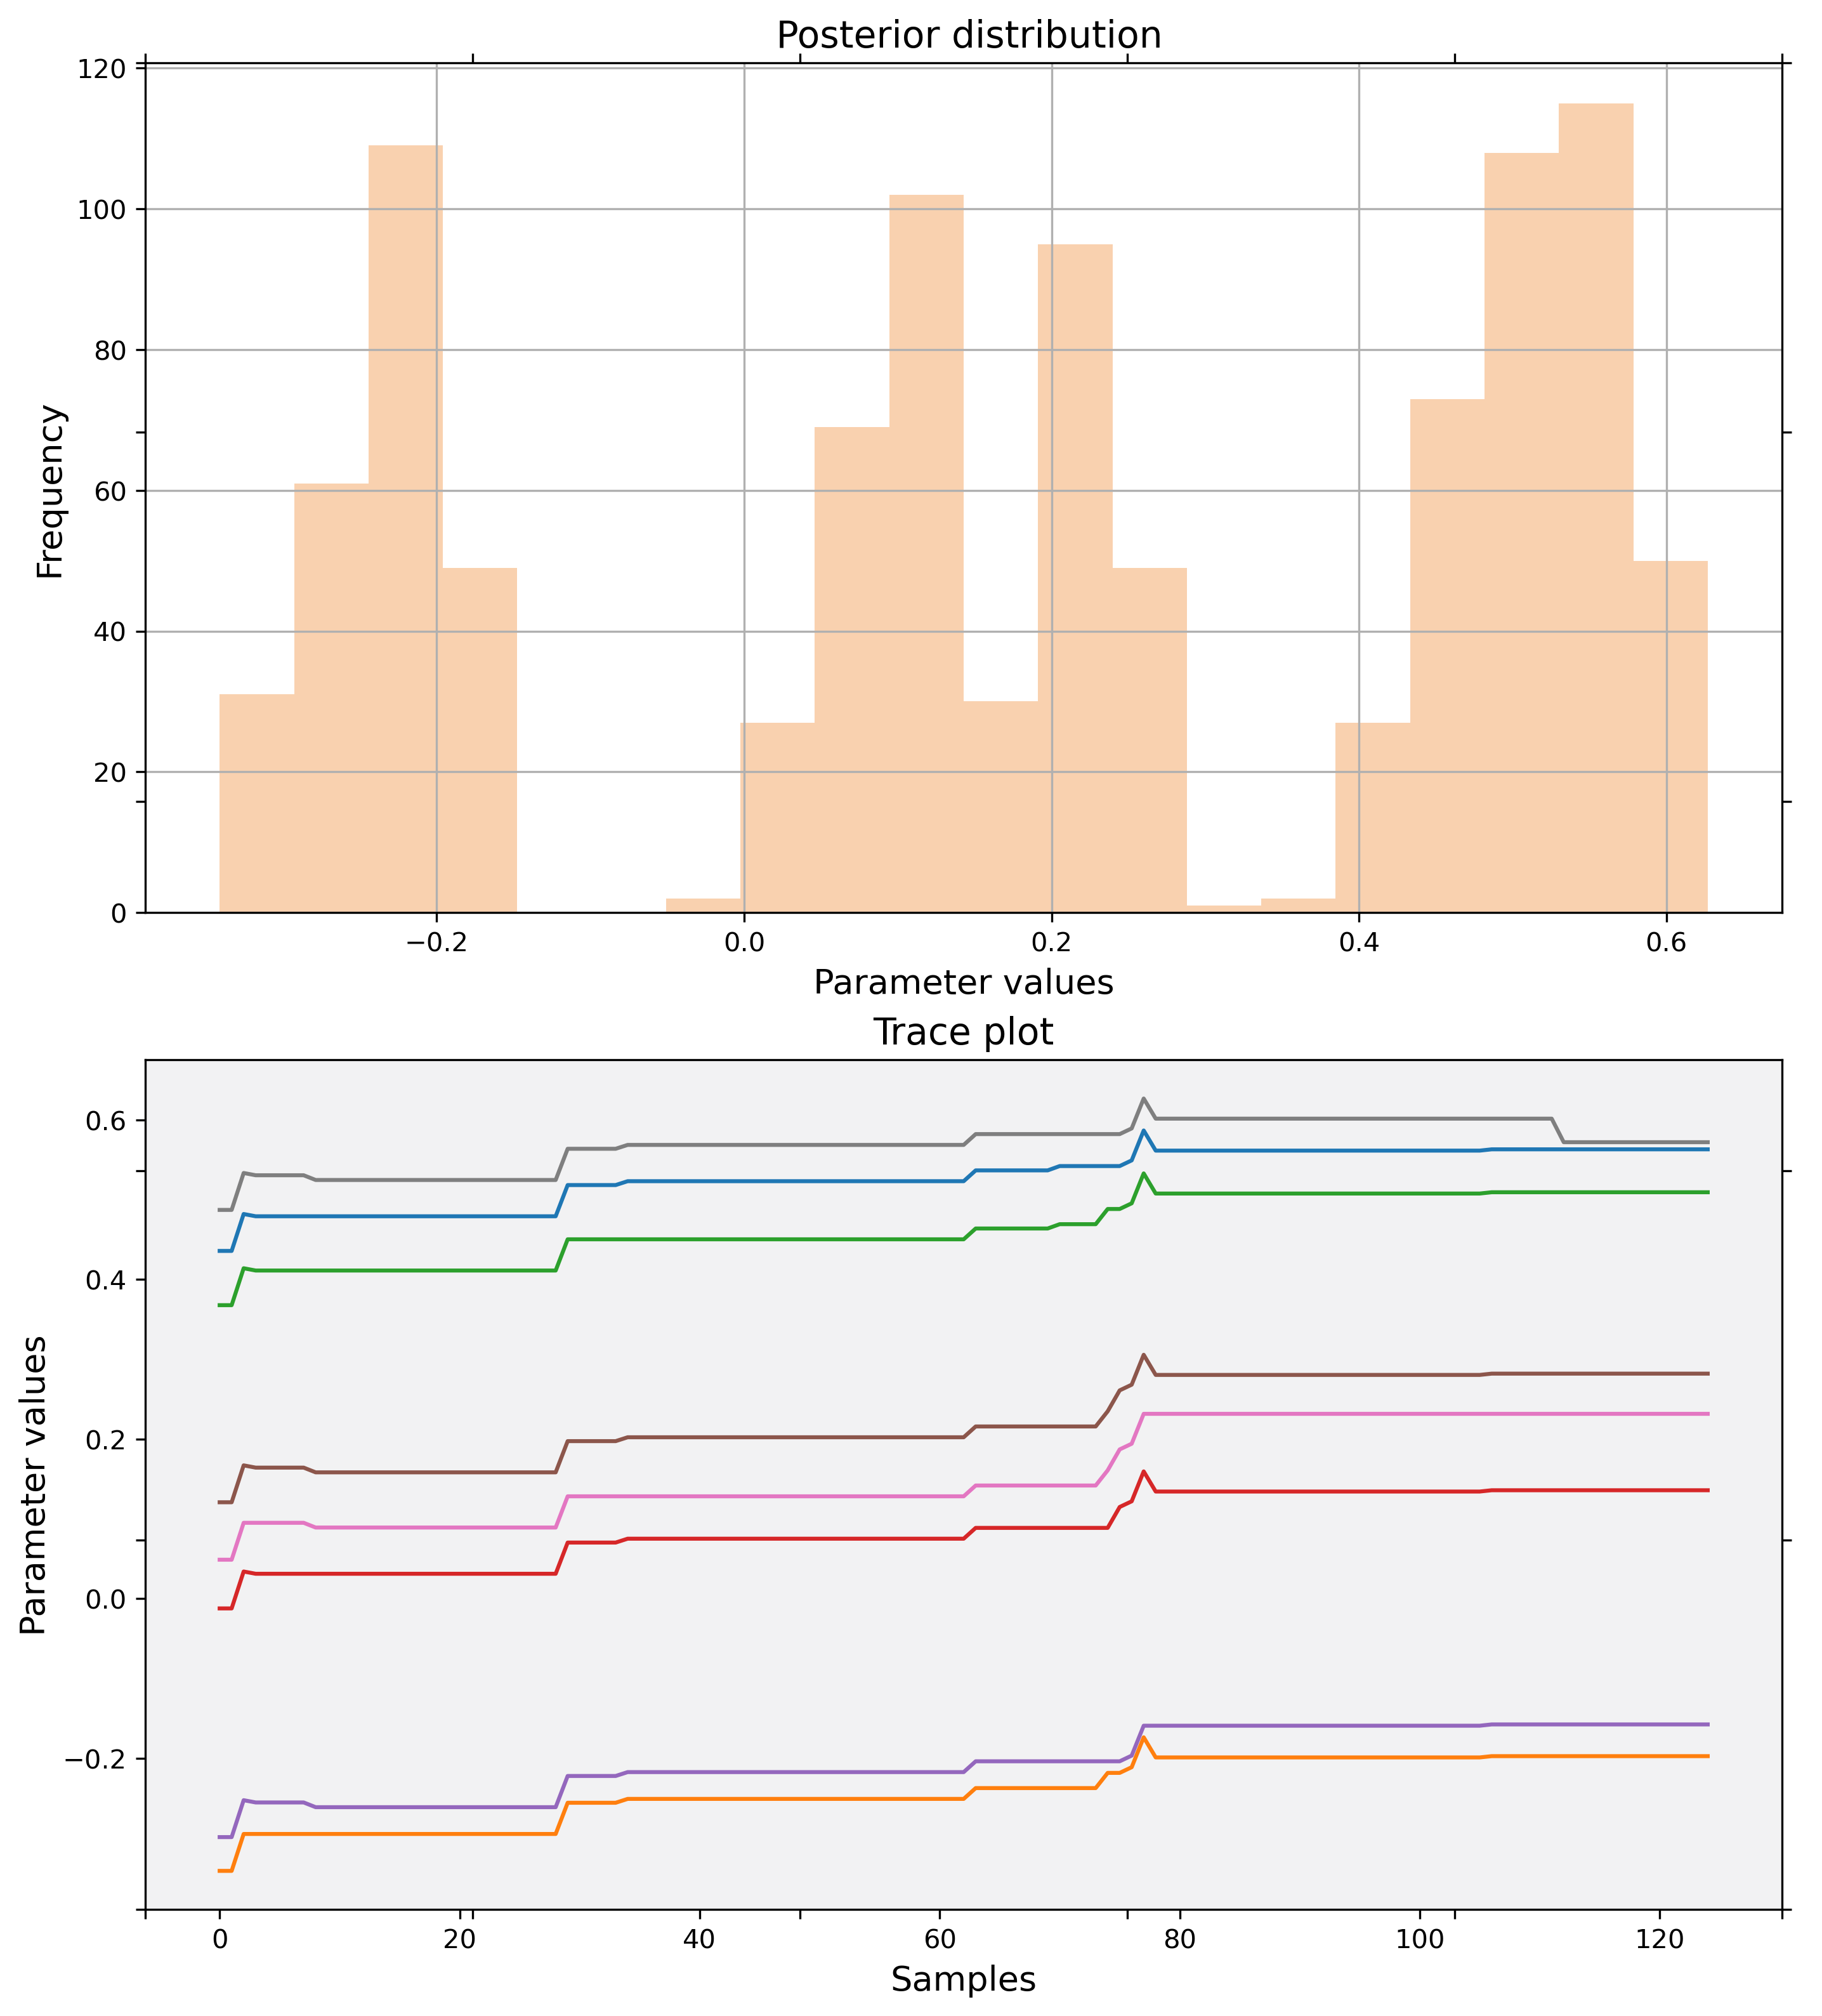 Posterior distribution
120
100
80
60
40
20
0
Frequency
−0.2 0.0 0.2 0.4 0.6
Parameter values
Trace plot
0.6
0.4
0.2
0.0
−0.2
Parameter values
0 20 40 60 80 100 120
Samples